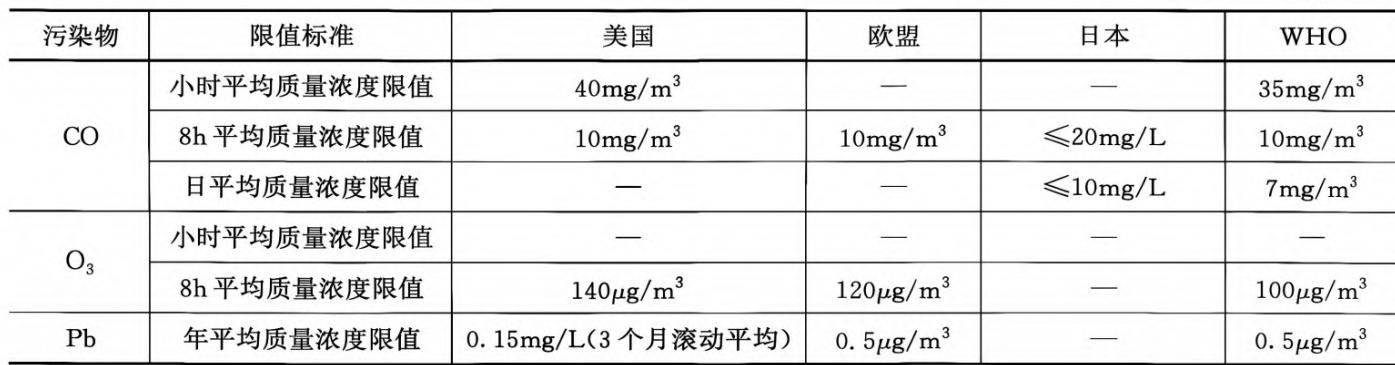 污染物 限值标准 美国 欧盟 日本 WHO
CO 小时平均质量浓度限值 40mg/m³ — — 35mg/m³
8h 平均质量浓度限值 10mg/m³ 10mg/m³ ≤20mg/L 10mg/m³
日平均质量浓度限值 — — ≤10mg/L 7mg/m³
O₃ 小时平均质量浓度限值 — — — —
8h 平均质量浓度限值 140μg/m³ 120μg/m³ — 100μg/m³
Pb 年平均质量浓度限值 0.15mg/L(3 个月滚动平均) 0.5μg/m³ — 0.5μg/m³